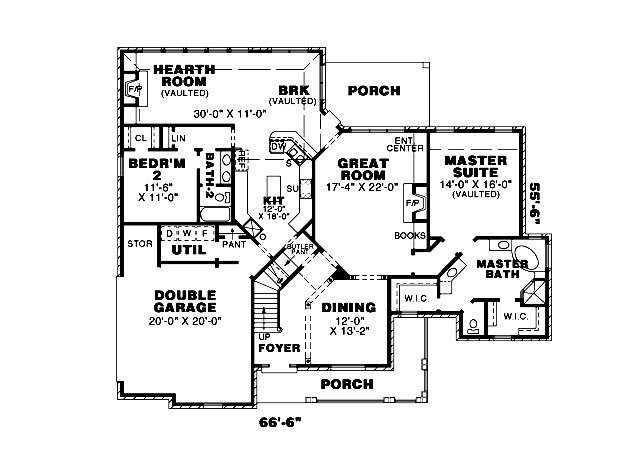 HEARTH
ROOM
(VAULTED)
F/P
30'-0" X 11'-0"
BRK
(VAULTED)
PORCH
CL
LIN
BEDR'M
2
11'-6"
X 11'-0"
BATH-2
REF
DW
S
SU
KIT
12'-0"
X 18'-0"
O
ENT
CENTER
GREAT
ROOM
17'-4" X 22'-0"
F/P
BOOKS
MASTER
SUITE
14'-0" X 16'-0"
(VAULTED)
55'-6"
STOR
D W F
UTIL
PANT
BUTLER
PANT
MASTER
BATH
W.I.C.
W.I.C.
DOUBLE
GARAGE
20'-0" X 20'-0"
UP
FOYER
DINING
12'-0"
X 13'-2"
PORCH
66'-6"